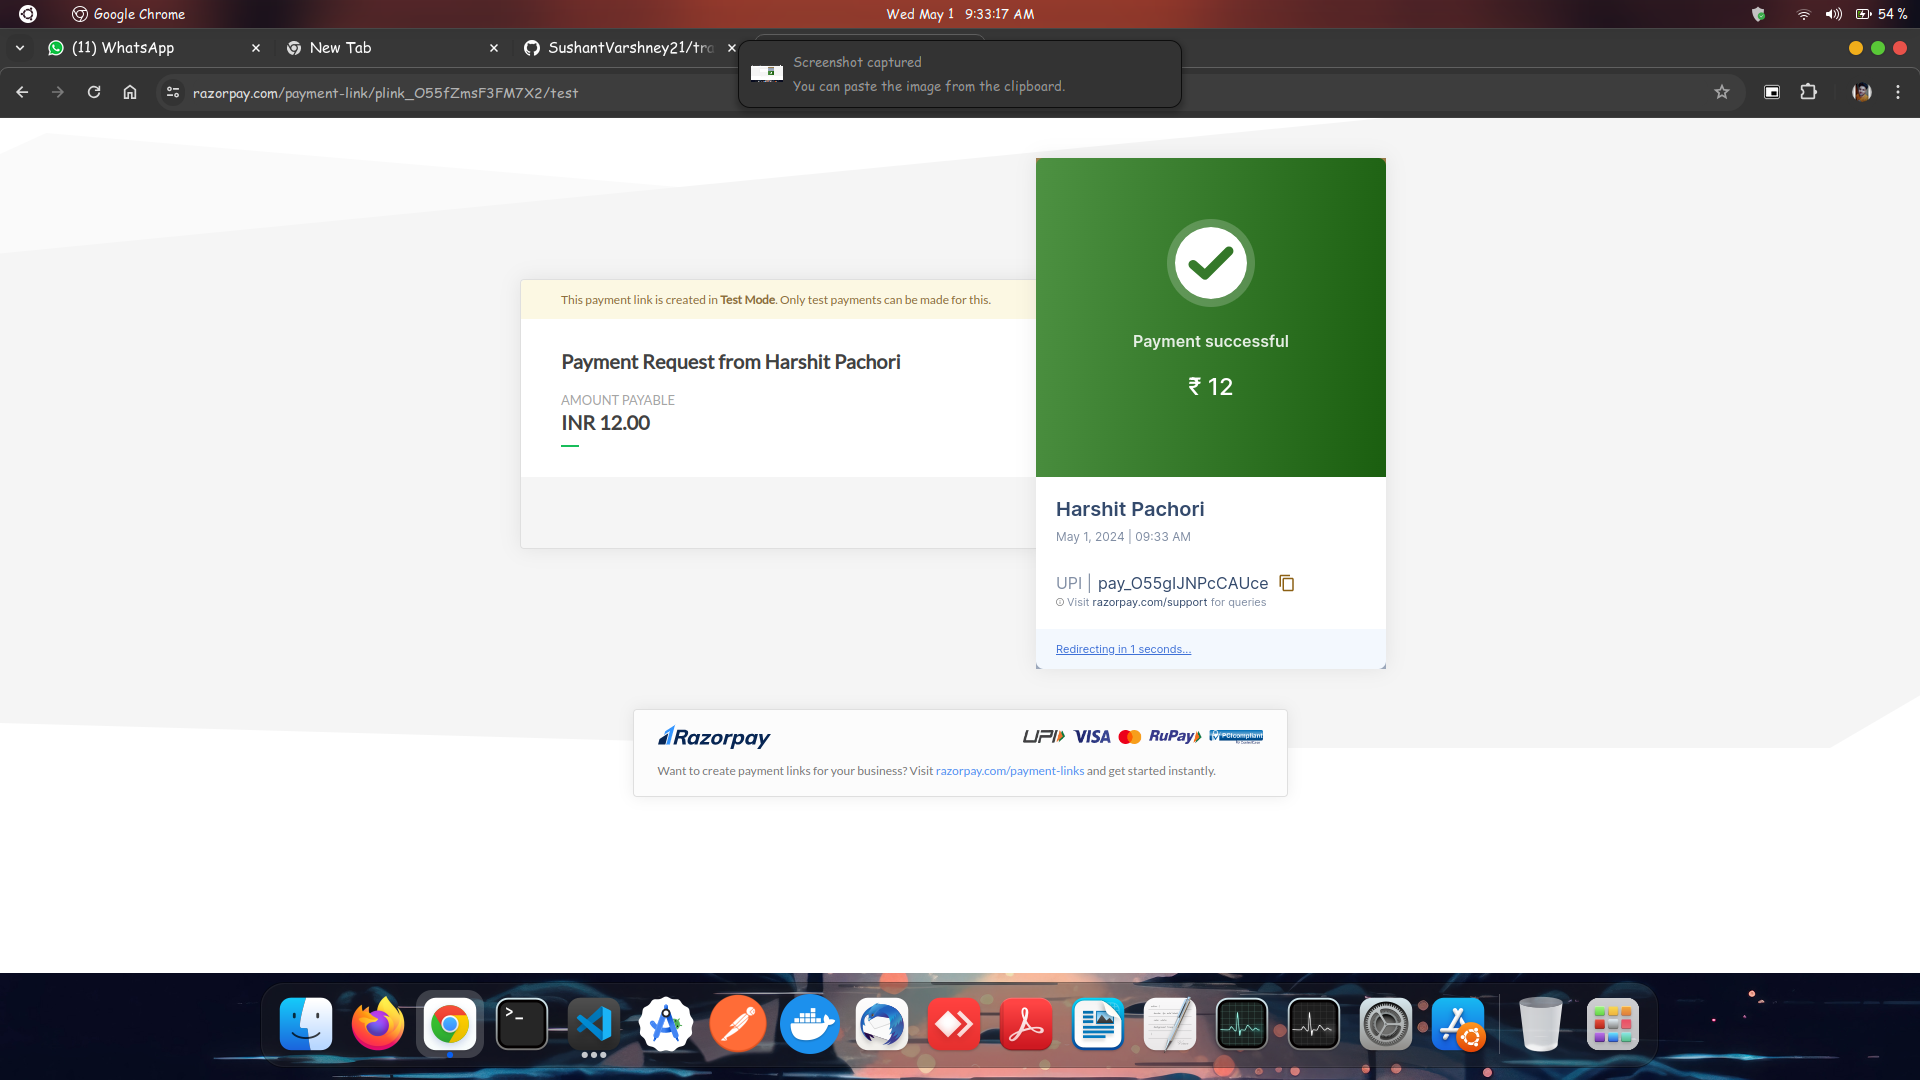 Google Chrome
Wed May 1 9:33:17 AM
54 %
(11) WhatsApp
New Tab
SushantVarshney21/tra
Screenshot captured
You can paste the image from the clipboard.
razorpay.com/payment-link/plink_O55fZmsF3FM7X2/test
This payment link is created in Test Mode. Only test payments can be made for this.
Payment Request from Harshit Pachori
AMOUNT PAYABLE
INR 12.00
Payment successful
₹ 12
Harshit Pachori
May 1, 2024 | 09:33 AM
UPI | pay_O55gIJNPcCAUce
Visit razorpay.com/support for queries
Redirecting in 1 seconds...
Razorpay
UPI VISA RuPay PCI compliant
Want to create payment links for your business? Visit razorpay.com/payment-links and get started instantly.